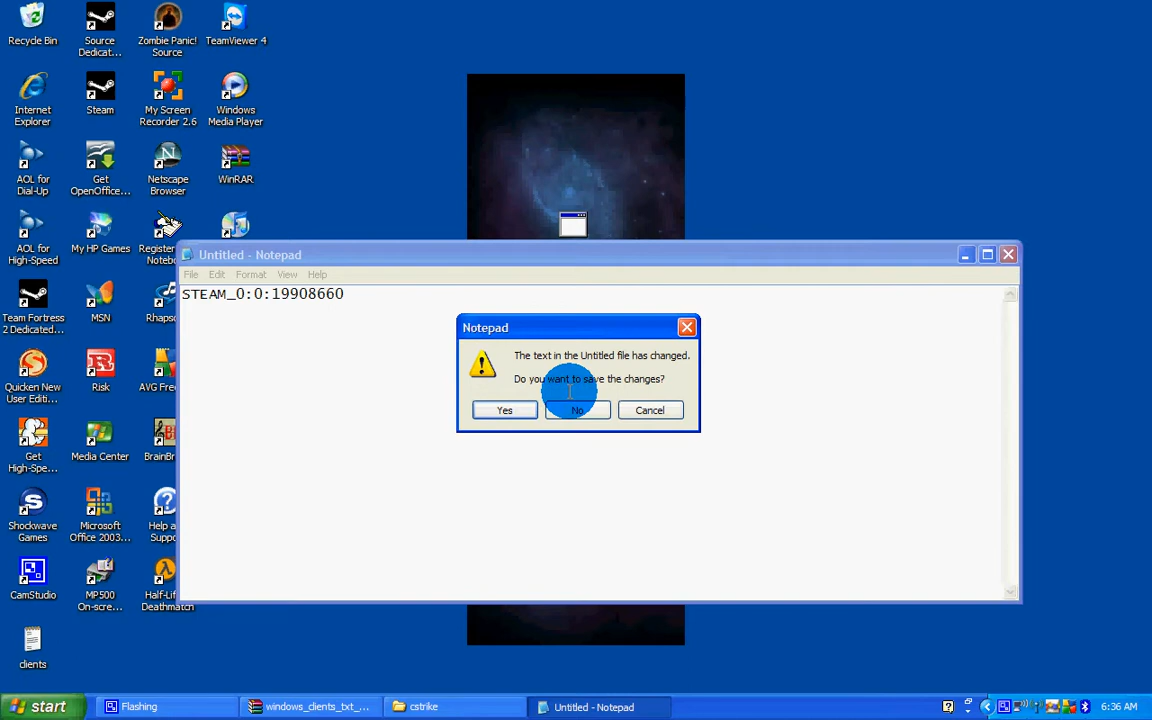 Recycle Bin
Source
Dedicat...
Zombie Panic!
Source
TeamViewer 4
Internet
Explorer
Steam
My Screen
Recorder 2.6
Windows
Media Player
AOL for
Dial-Up
Get
OpenOffice...
Netscape
Browser
WinRAR
AOL for
High-Speed
My HP Games
Team Fortress
2 Dedicated...
MSN
Quicken New
User Editi...
Risk
Get
High-Spe...
Media Center
Shockwave
Games
Microsoft
Office 2003...
CamStudio
MP500
On-scre...
Half-Life
Deathmatch
clients
Untitled - Notepad
File Edit Format View Help
STEAM_0:0:19908660
Notepad
The text in the Untitled file has changed.
Do you want to save the changes?
Yes No Cancel
start
Flashing
windows_clients_txt_...
cstrike
Untitled - Notepad
6:36 AM